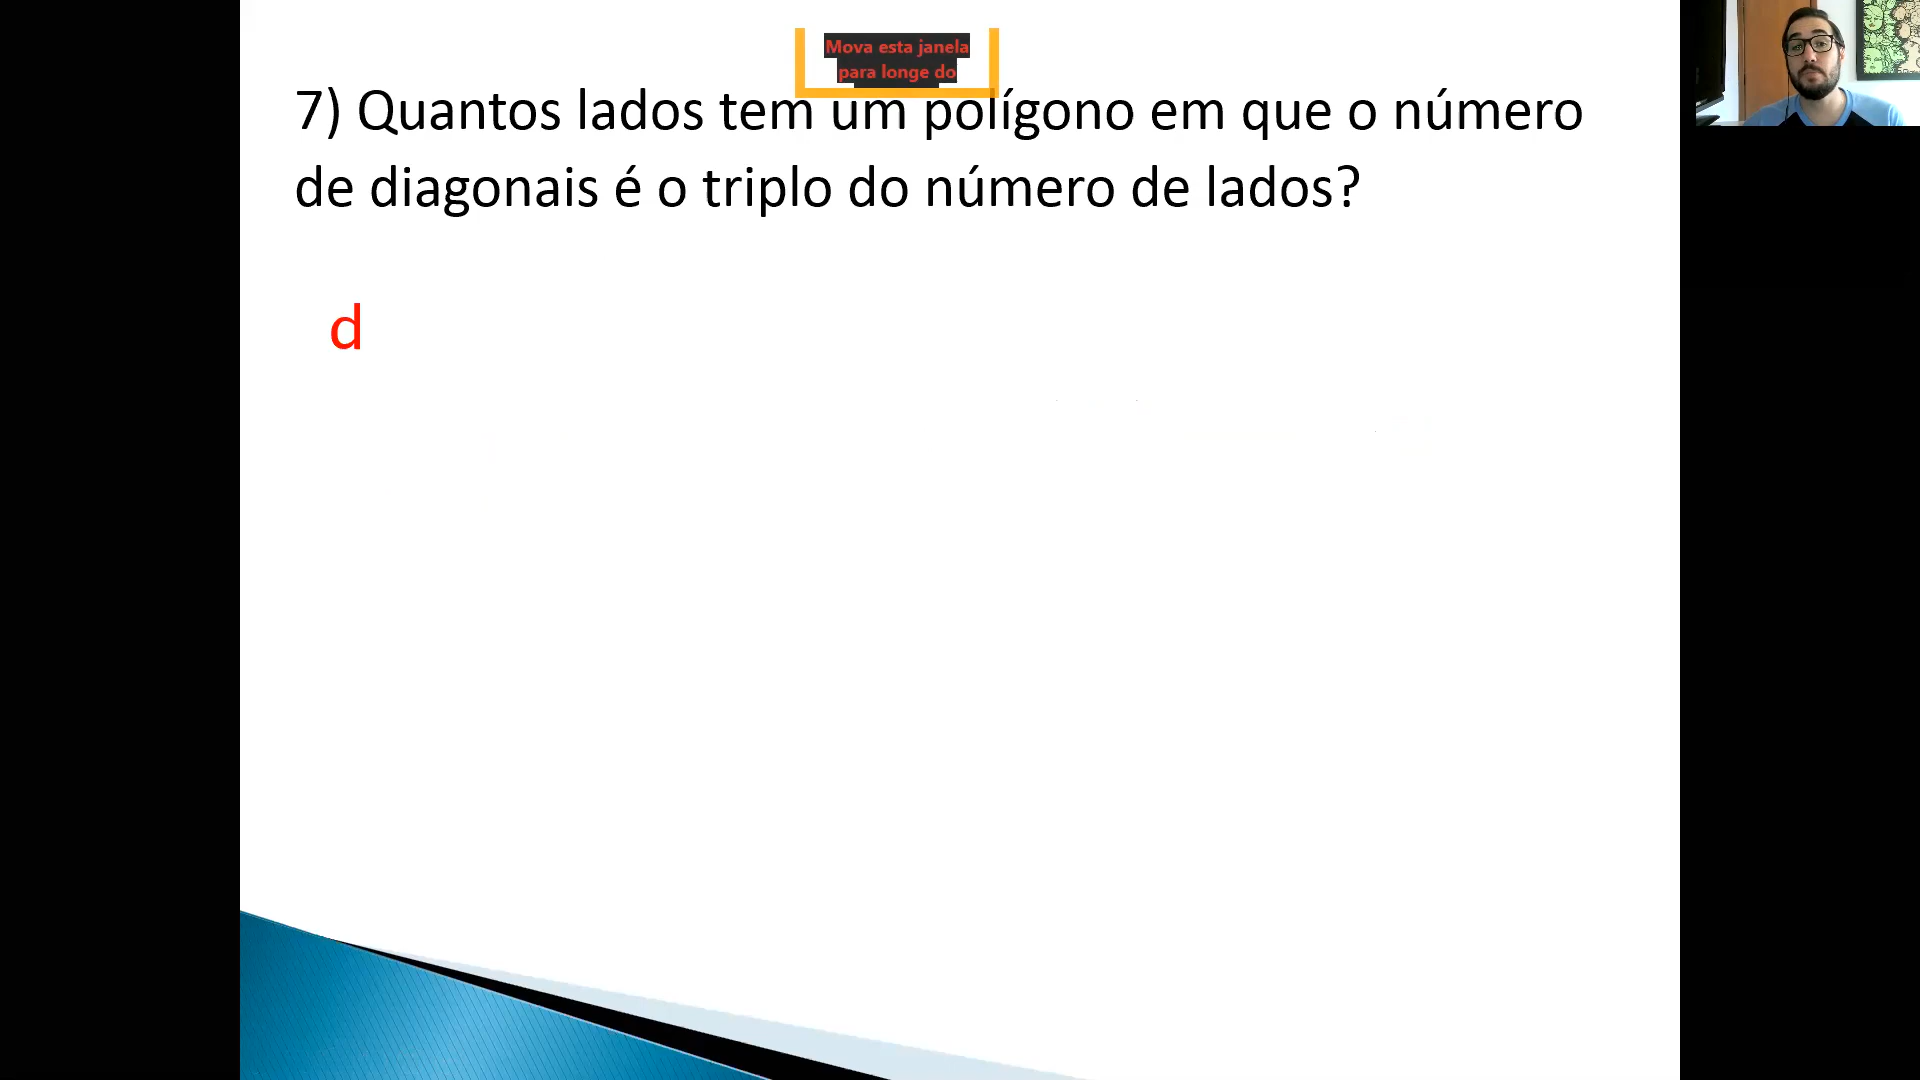 Mova esta janela
para longe do
7) Quantos lados tem um polígono em que o número
de diagonais é o triplo do número de lados?
d